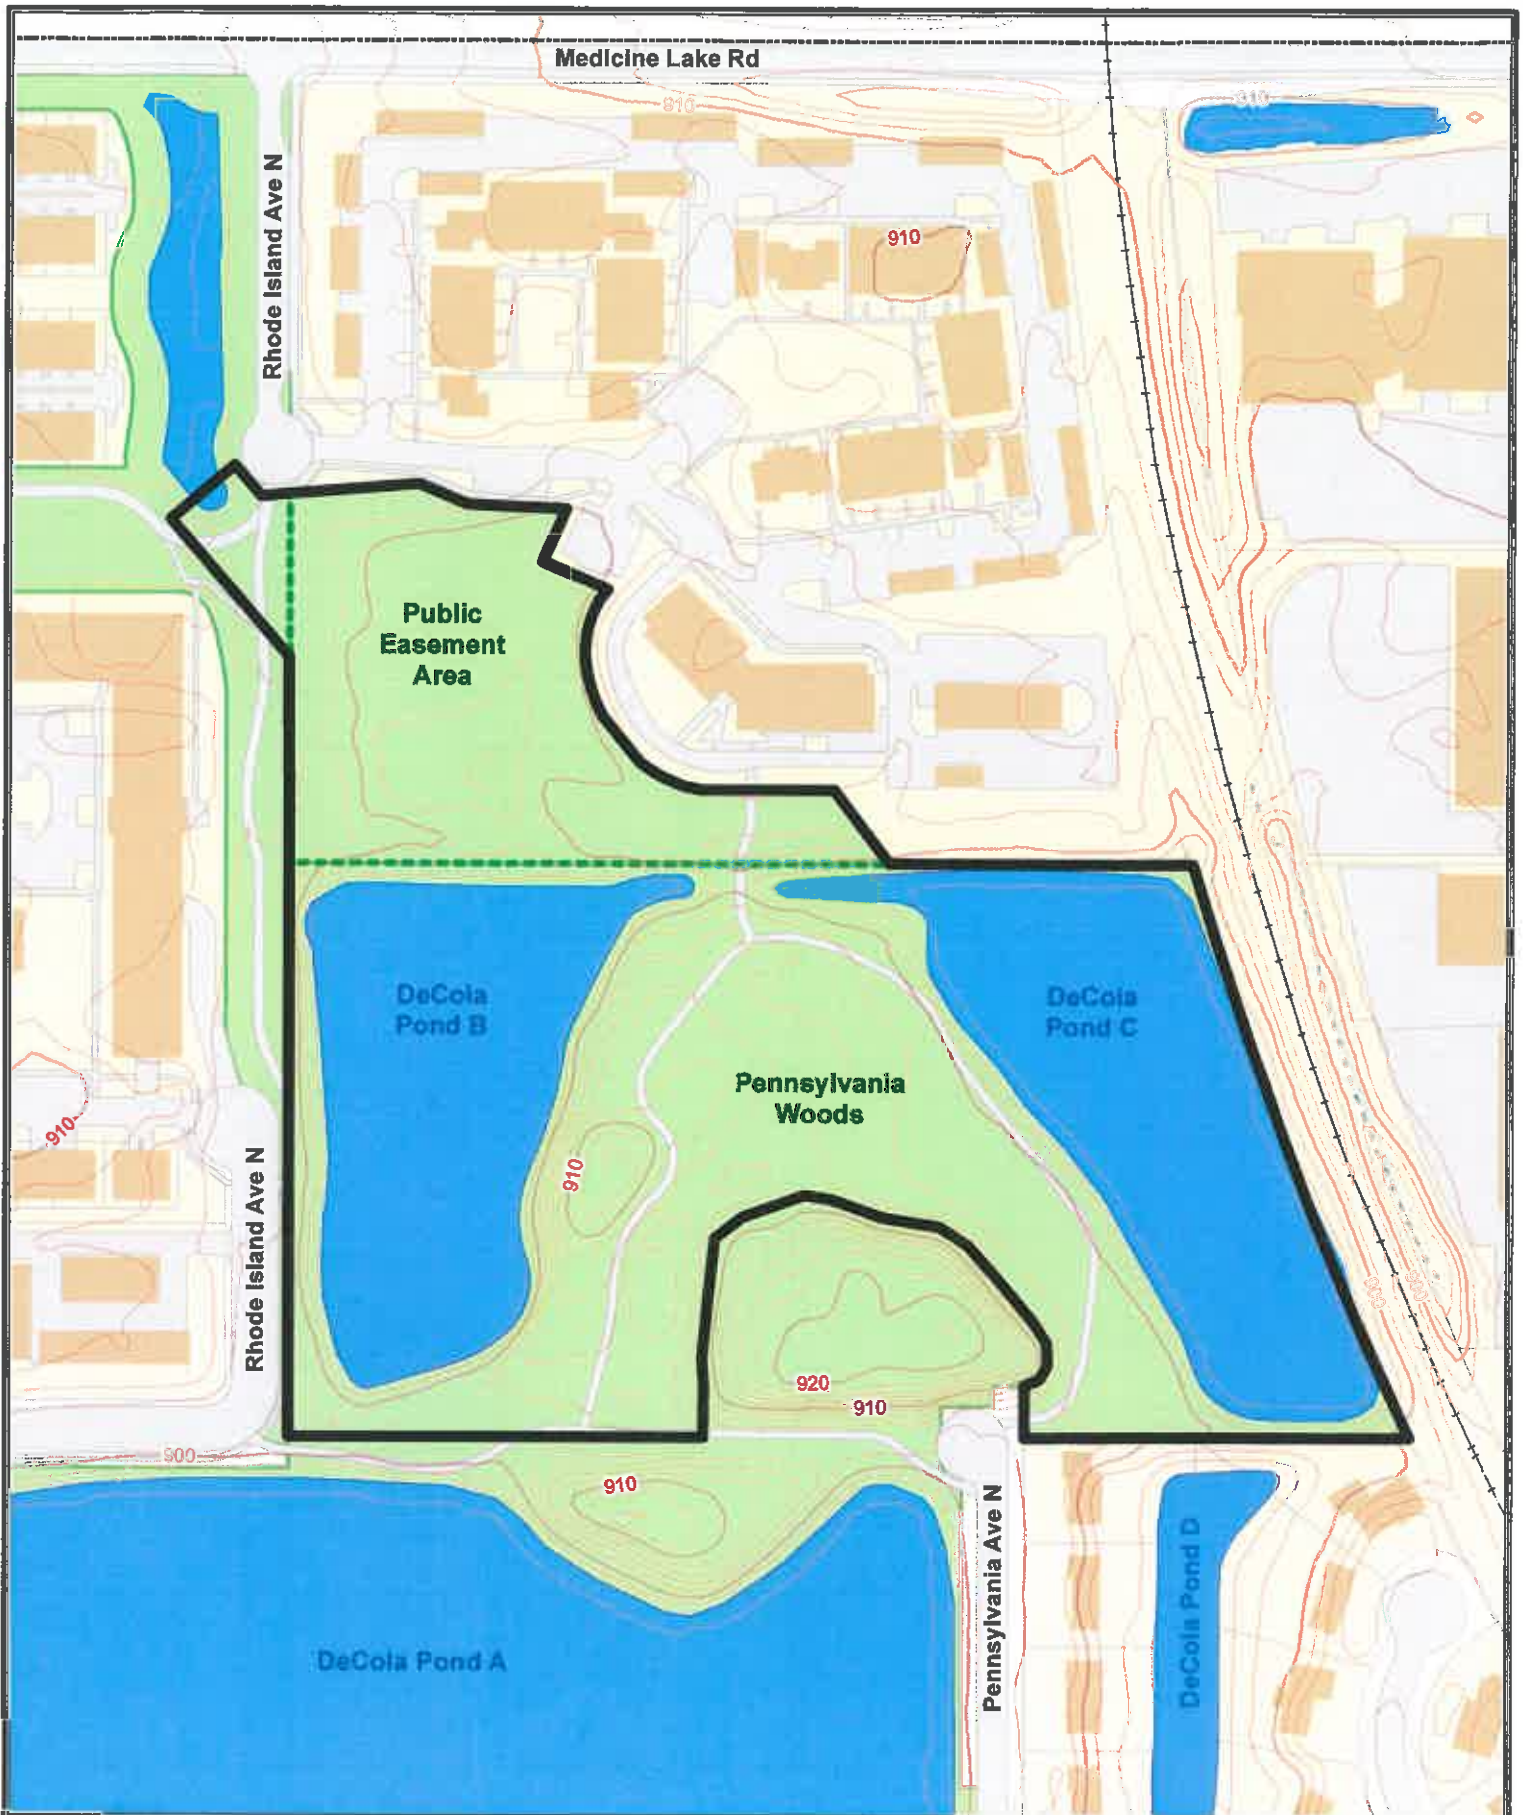 Medicine Lake Rd
910
910
Rhode Island Ave N
910
Public
Easement
Area
DeCola
Pond B
DeCola
Pond C
Pennsylvania
Woods
910
910
Rhode Island Ave N
920
910
900
910
Pennsylvania Ave N
DeCola Pond D
DeCola Pond A